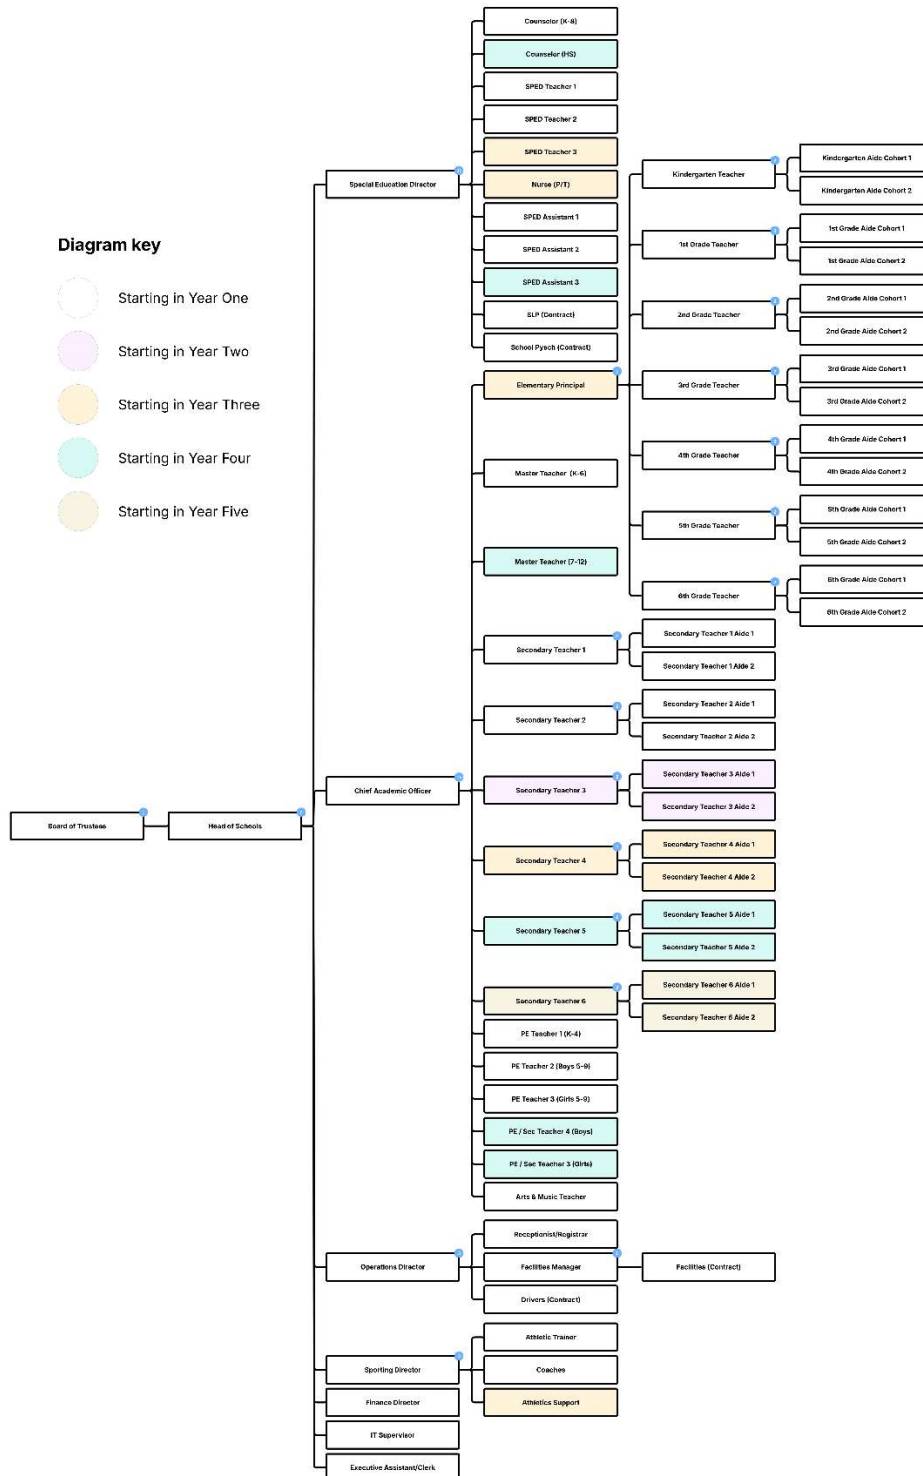 Counselor (K-8)
Counselor (HS)
SPED Teacher 1
SPED Teacher 2
SPED Teacher 3
Nurse (P/T)
SPED Assistant 1
SPED Assistant 2
SPED Assistant 3
SLP (Contract)
School Pysch (Contract)
Special Education Director
Diagram key
Starting in Year One
Starting in Year Two
Starting in Year Three
Starting in Year Four
Starting in Year Five
Elementary Principal
Kindergarten Teacher
Kindergarten Aide Cohort 1
Kindergarten Aide Cohort 2
1st Grade Teacher
1st Grade Aide Cohort 1
1st Grade Aide Cohort 2
2nd Grade Teacher
2nd Grade Aide Cohort 1
2nd Grade Aide Cohort 2
3rd Grade Teacher
3rd Grade Aide Cohort 1
3rd Grade Aide Cohort 2
4th Grade Teacher
4th Grade Aide Cohort 1
4th Grade Aide Cohort 2
5th Grade Teacher
5th Grade Aide Cohort 1
5th Grade Aide Cohort 2
6th Grade Teacher
6th Grade Aide Cohort 1
6th Grade Aide Cohort 2
Master Teacher (K-6)
Master Teacher (7-12)
Secondary Teacher 1
Secondary Teacher 1 Aide 1
Secondary Teacher 1 Aide 2
Secondary Teacher 2
Secondary Teacher 2 Aide 1
Secondary Teacher 2 Aide 2
Board of Trustees
Head of Schools
Chief Academic Officer
Secondary Teacher 3
Secondary Teacher 3 Aide 1
Secondary Teacher 3 Aide 2
Secondary Teacher 4
Secondary Teacher 4 Aide 1
Secondary Teacher 4 Aide 2
Secondary Teacher 5
Secondary Teacher 5 Aide 1
Secondary Teacher 5 Aide 2
Secondary Teacher 6
Secondary Teacher 6 Aide 1
Secondary Teacher 6 Aide 2
PE Teacher 1 (K-4)
PE Teacher 2 (Boys 5-9)
PE Teacher 3 (Girls 5-9)
PE / Sec Teacher 4 (Boys)
PE / Sec Teacher 3 (Girls)
Arts & Music Teacher
Operations Director
Receptionist/Registrar
Facilities Manager
Facilities (Contract)
Drivers (Contract)
Sporting Director
Athletic Trainer
Coaches
Athletics Support
Finance Director
IT Supervisor
Executive Assistant/Clerk